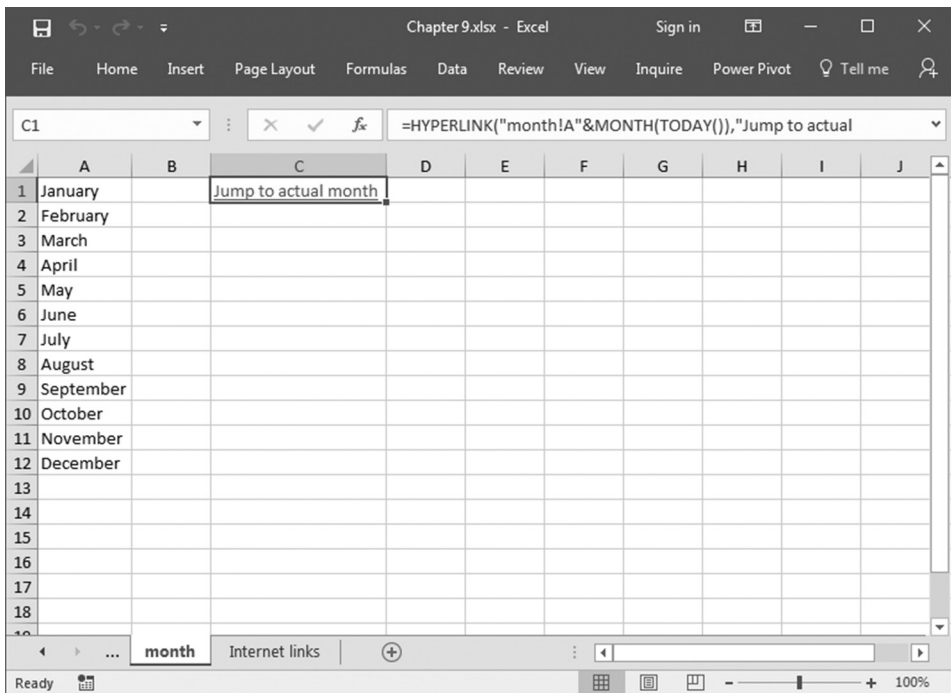 Chapter 9.xlsx - Excel Sign in
File Home Insert Page Layout Formulas Data Review View Inquire Power Pivot Tell me
C1 fx =HYPERLINK("month!A"&MONTH(TODAY()),"Jump to actual
A B C D E F G H I J
1 January Jump to actual month
2 February
3 March
4 April
5 May
6 June
7 July
8 August
9 September
10 October
11 November
12 December
13
14
15
16
17
18
... month Internet links
Ready 100%